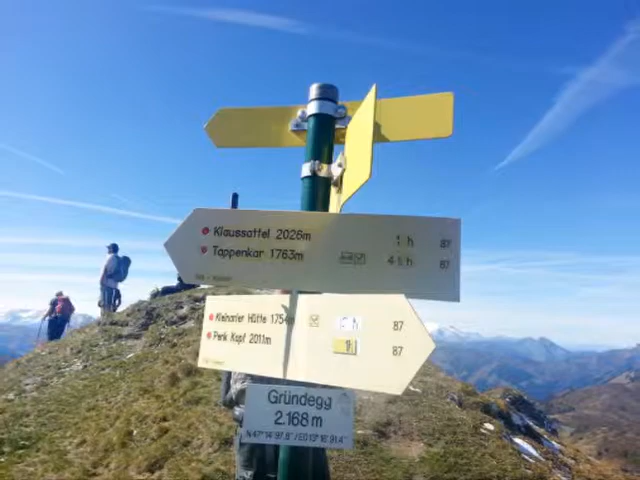 Klaussattel 2026m 1 h 87
Tappenkar 1763m 4½ h 87
Kleinarler Hütte 1754m h 87
Penk Kopf 2011m 87
Gründegg
2.168 m